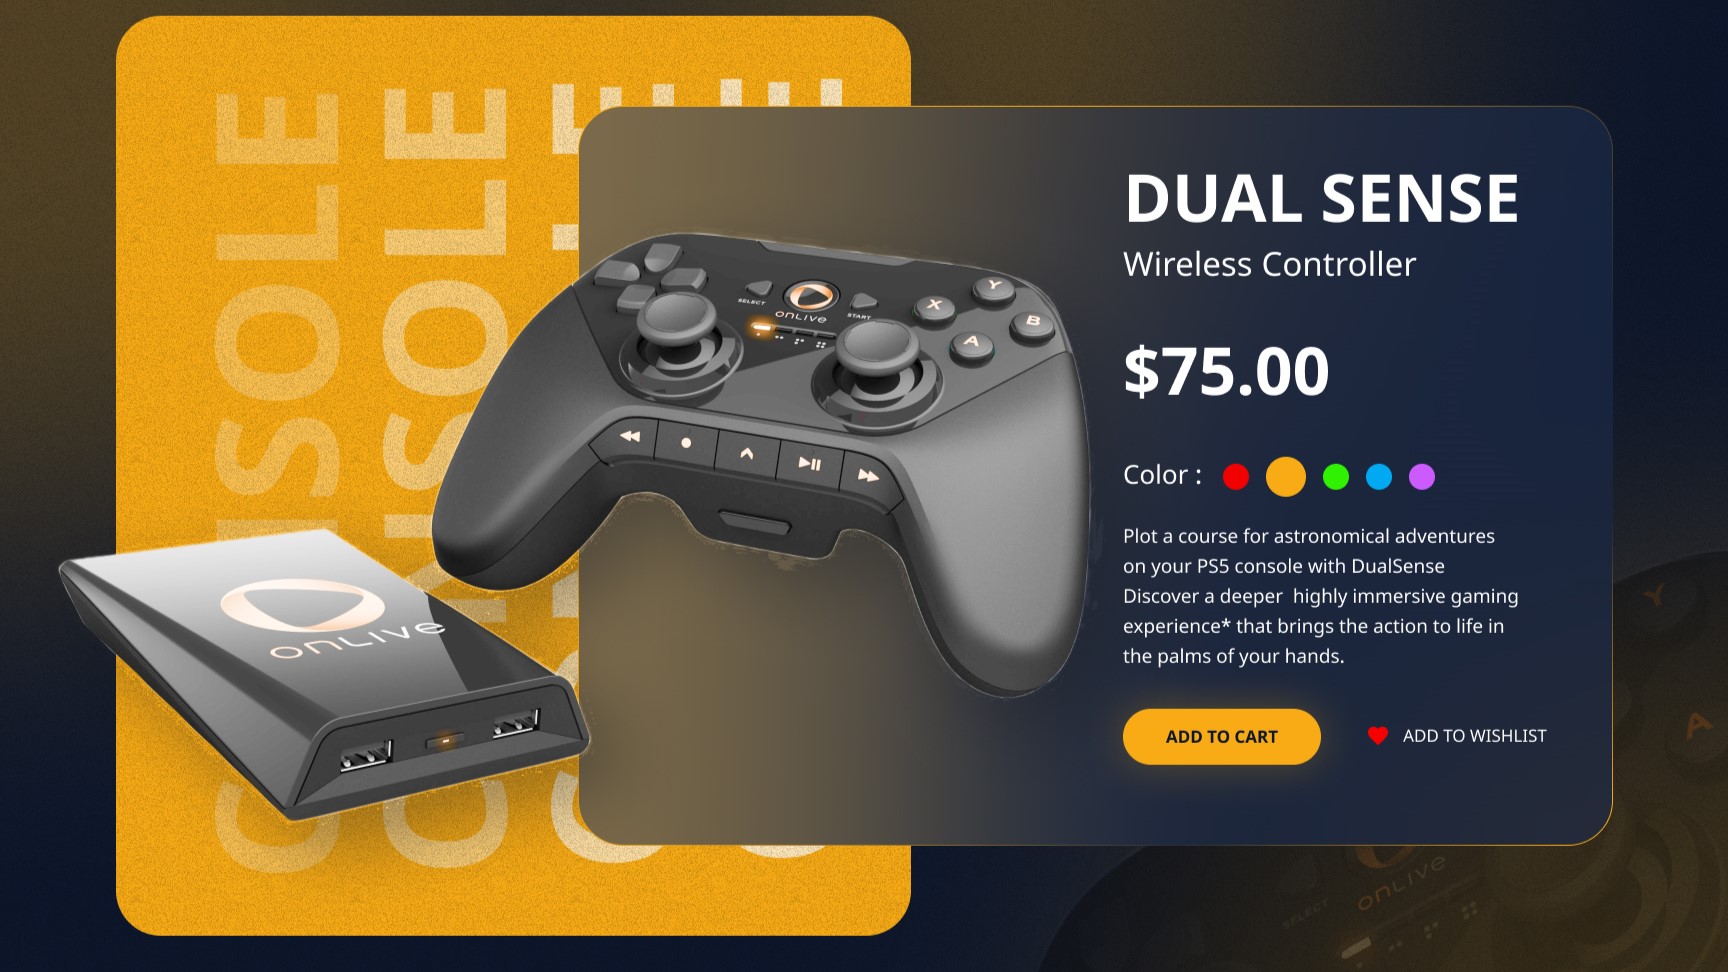 CONSOLE
CONSOLE
DUAL SENSE
Wireless Controller
$75.00
Color :
Plot a course for astronomical adventures
on your PS5 console with DualSense
Discover a deeper highly immersive gaming
experience* that brings the action to life in
the palms of your hands.
ADD TO CART
ADD TO WISHLIST
SELECT
START
onLive
X
Y
A
B
onLive
Y
A
onLive
SELECT